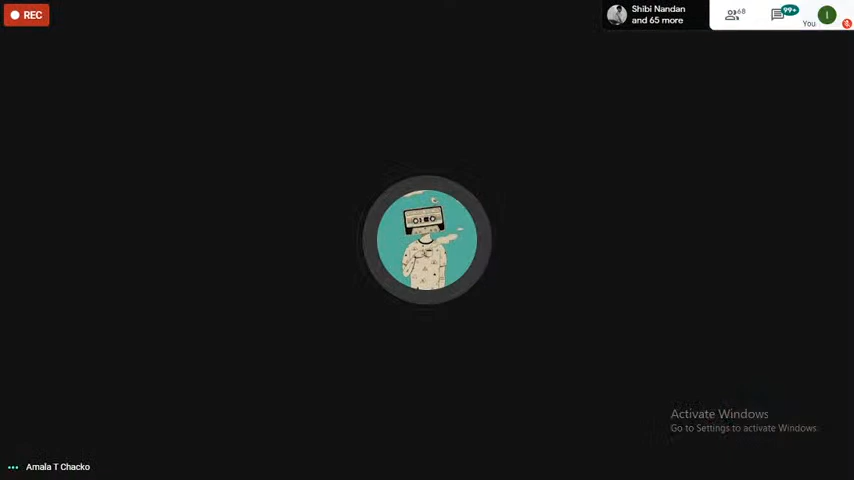 REC
Shibi Nandan
and 65 more
68
99+
You
I
Activate Windows
Go to Settings to activate Windows.
Amala T Chacko